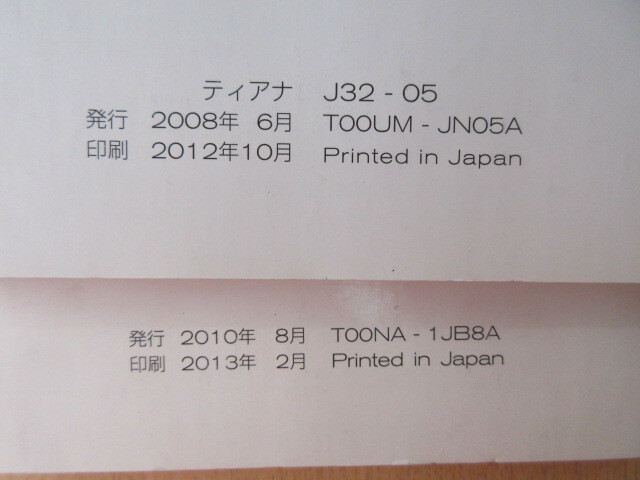 ティアナ J32 - 05
発行 2008年 6月 T00UM - JN05A
印刷 2012年10月 Printed in Japan
発行 2010年 8月 T00NA - 1JB8A
印刷 2013年 2月 Printed in Japan